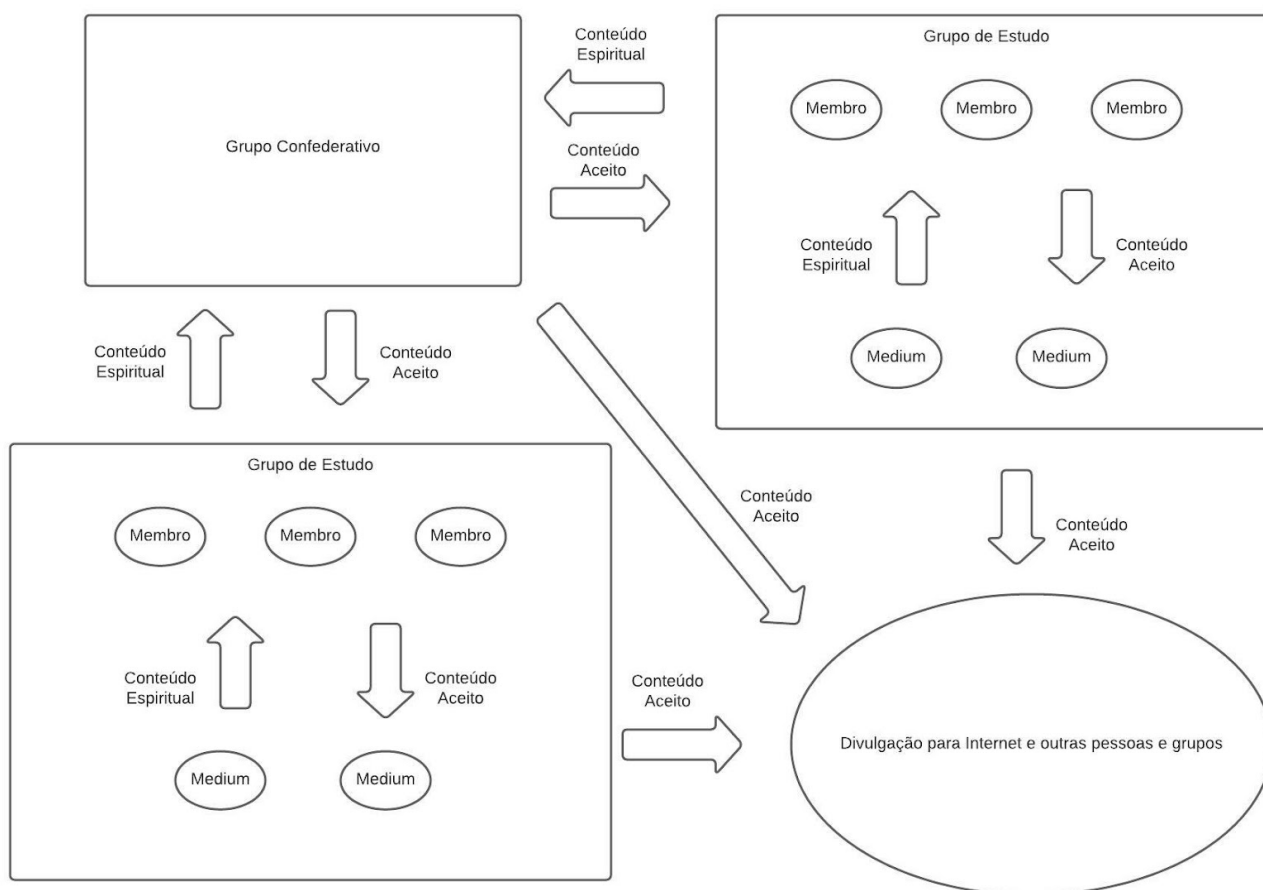 Conteúdo
Espiritual
Grupo de Estudo
Membro
Membro
Membro
Grupo Confederativo
Conteúdo
Aceito
Conteúdo
Espiritual
Conteúdo
Aceito
Medium
Medium
Conteúdo
Espiritual
Conteúdo
Aceito
Grupo de Estudo
Membro
Membro
Membro
Conteúdo
Aceito
Conteúdo
Aceito
Conteúdo
Espiritual
Conteúdo
Aceito
Conteúdo
Aceito
Medium
Medium
Divulgação para Internet e outras pessoas e grupos